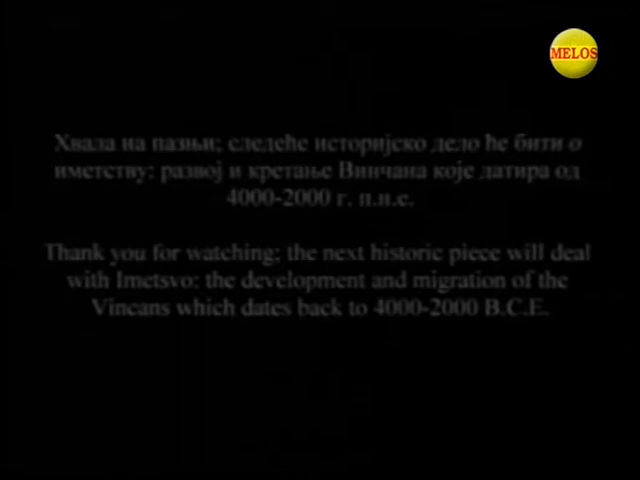 MELOS
Хвала на пазњи; следеће историјско дело ће бити о
иметству: развој и кретање Винчана које датира од
4000-2000 г. п.н.е.
Thank you for watching; the next historic piece will deal
with Imetsvo: the development and migration of the
Vincans which dates back to 4000-2000 B.C.E.